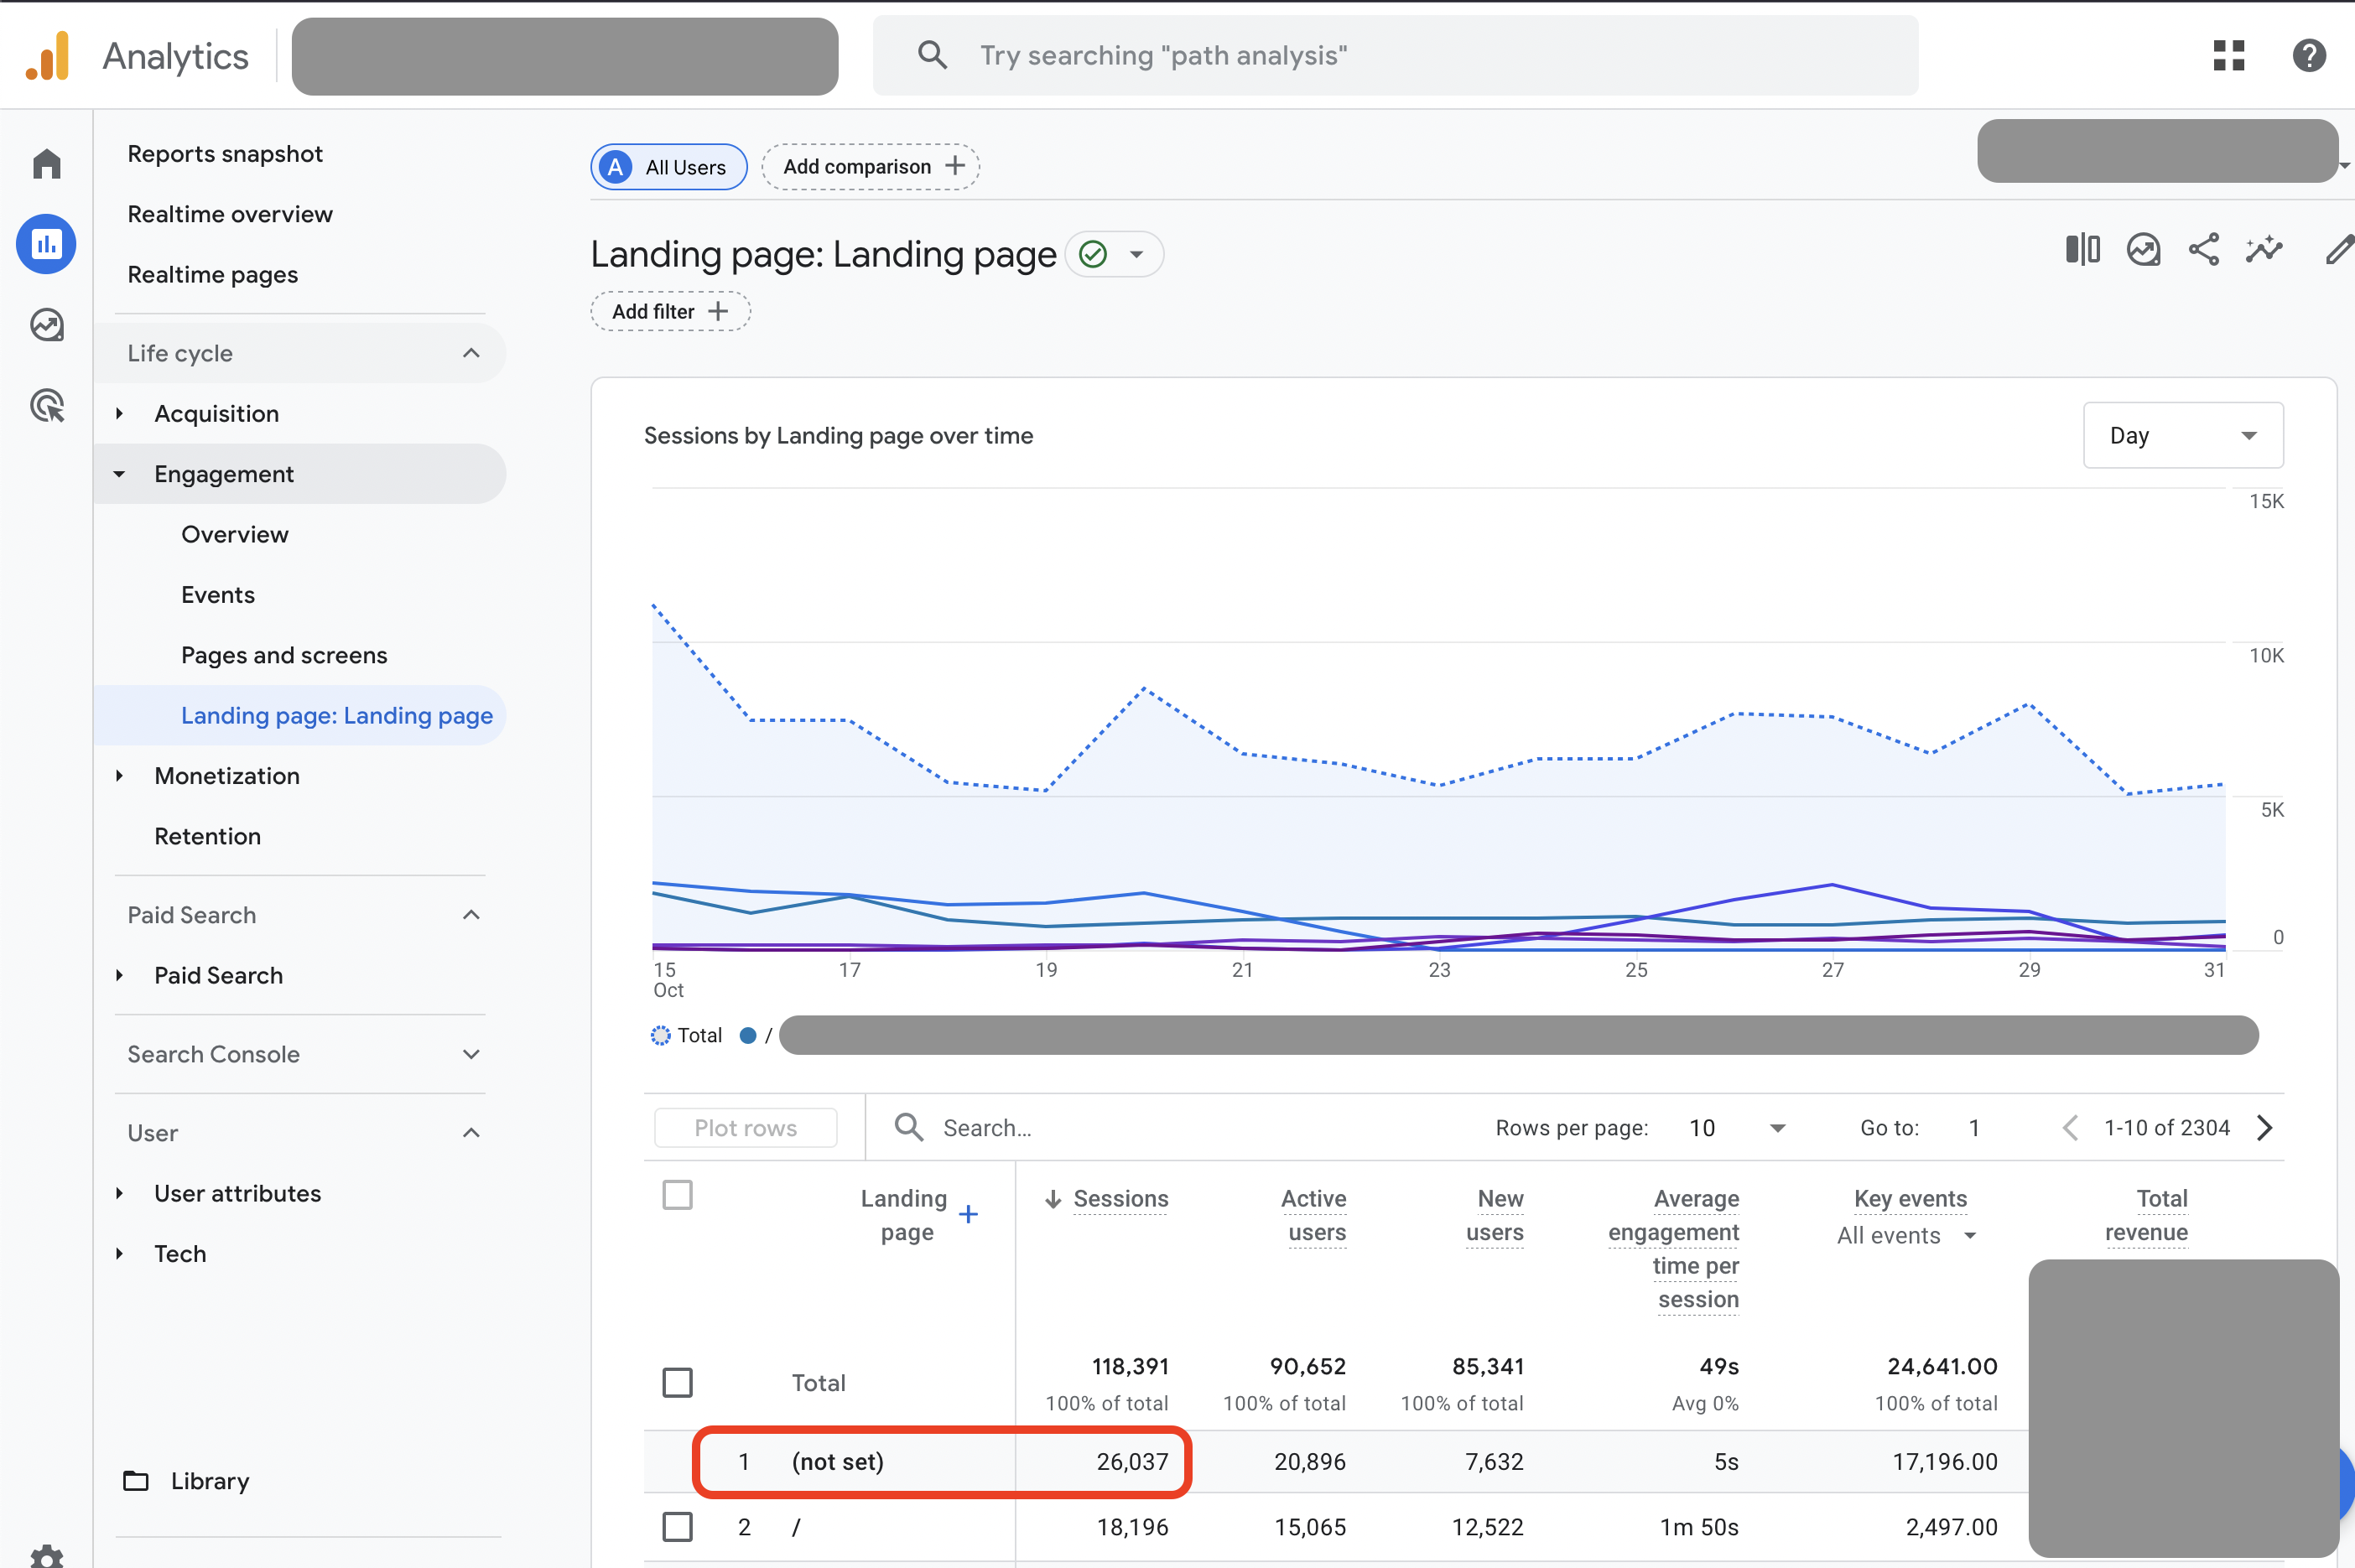 Analytics
Try searching "path analysis"
Reports snapshot
Realtime overview
Realtime pages
Life cycle
Acquisition
Engagement
Overview
Events
Pages and screens
Landing page: Landing page
Monetization
Retention
Paid Search
Paid Search
Search Console
User
User attributes
Tech
Library
A All Users
Add comparison
Landing page: Landing page
Add filter
Sessions by Landing page over time
Day
15K
10K
5K
0
15 17 19 21 23 25 27 29 31
Oct
Total /
Plot rows
Search...
Rows per page: 10
Go to: 1
1-10 of 2304
Landing
page
Sessions
Active
users
New
users
Average
engagement
time per
session
Key events
All events
Total
revenue
Total 118,391 90,652 85,341 49s 24,641.00
100% of total 100% of total 100% of total Avg 0% 100% of total
1 (not set) 26,037 20,896 7,632 5s 17,196.00
2 / 18,196 15,065 12,522 1m 50s 2,497.00